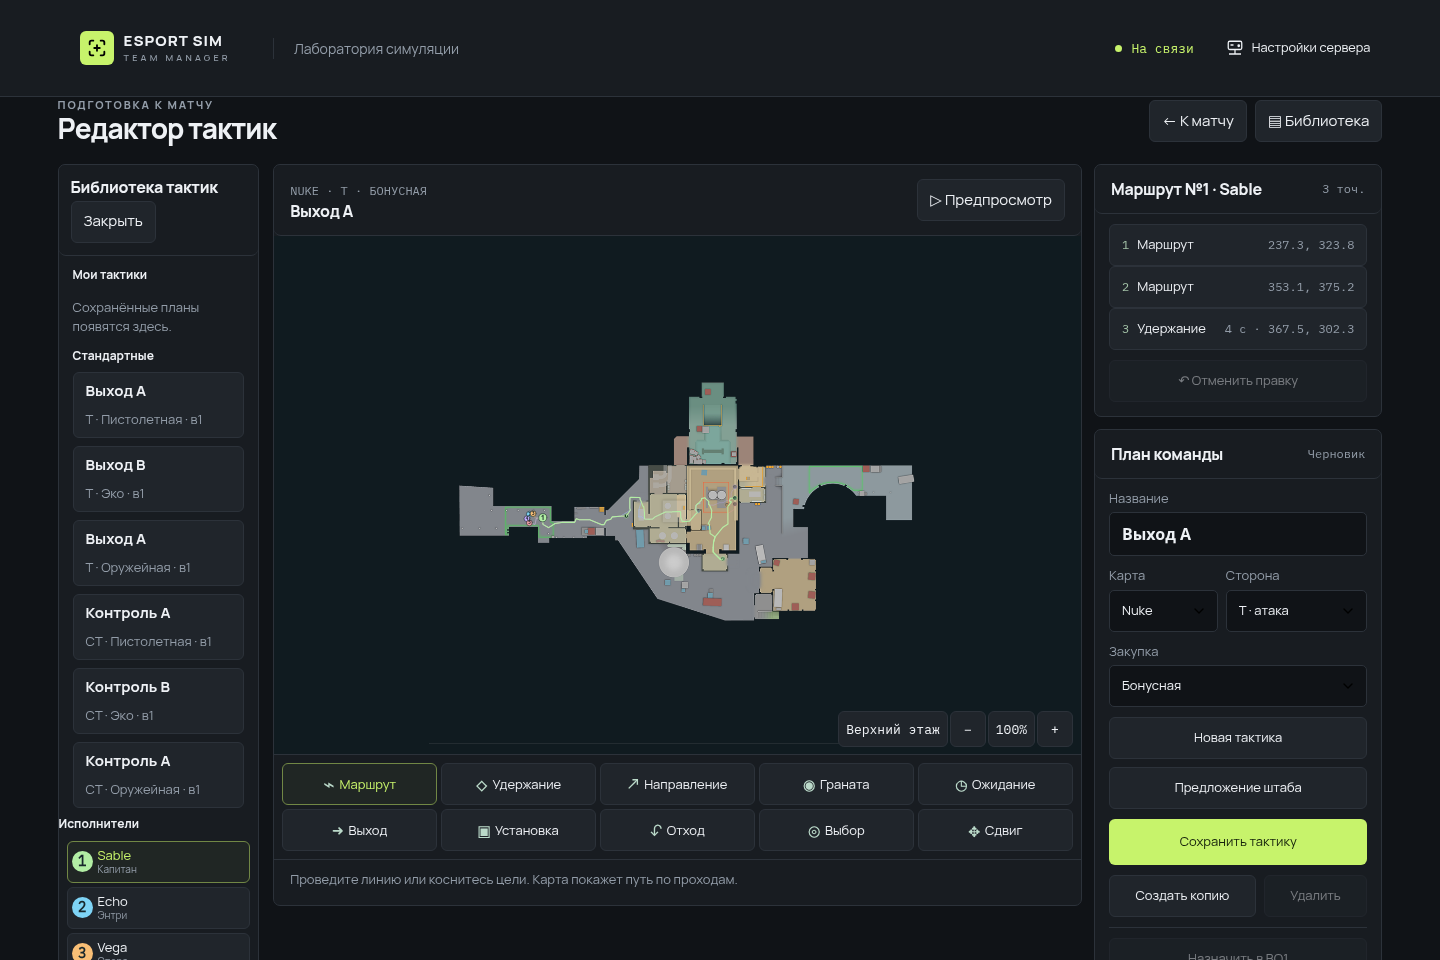 ESPORT SIM
TEAM MANAGER
Лаборатория симуляции
На связи
Настройки сервера
ПОДГОТОВКА К МАТЧУ
Редактор тактик
← К матчу
▤ Библиотека
Библиотека тактик
Закрыть
Мои тактики
Сохранённые планы
появятся здесь.
Стандартные
Выход A
T · Пистолетная · в1
Выход B
T · Эко · в1
Выход A
T · Оружейная · в1
Контроль A
CT · Пистолетная · в1
Контроль B
CT · Эко · в1
Контроль A
CT · Оружейная · в1
Исполнители
1 Sable
Капитан
2 Echo
Энтри
3 Vega
NUKE · T · БОНУСНАЯ
Выход A
▷ Предпросмотр
Верхний этаж
−
100%
+
⌁ Маршрут
◇ Удержание
↗ Направление
◉ Граната
◷ Ожидание
➜ Выход
▣ Установка
Отход
◎ Выбор
✥ Сдвиг
Проведите линию или коснитесь цели. Карта покажет путь по проходам.
Маршрут №1 · Sable
3 точ.
1 Маршрут 237.3, 323.8
2 Маршрут 353.1, 375.2
3 Удержание 4 с · 367.5, 302.3
↶ Отменить правку
План команды
Черновик
Название
Выход A
Карта
Сторона
Nuke
T · атака
Закупка
Бонусная
Новая тактика
Предложение штаба
Сохранить тактику
Создать копию
Удалить
Назначить в BO1